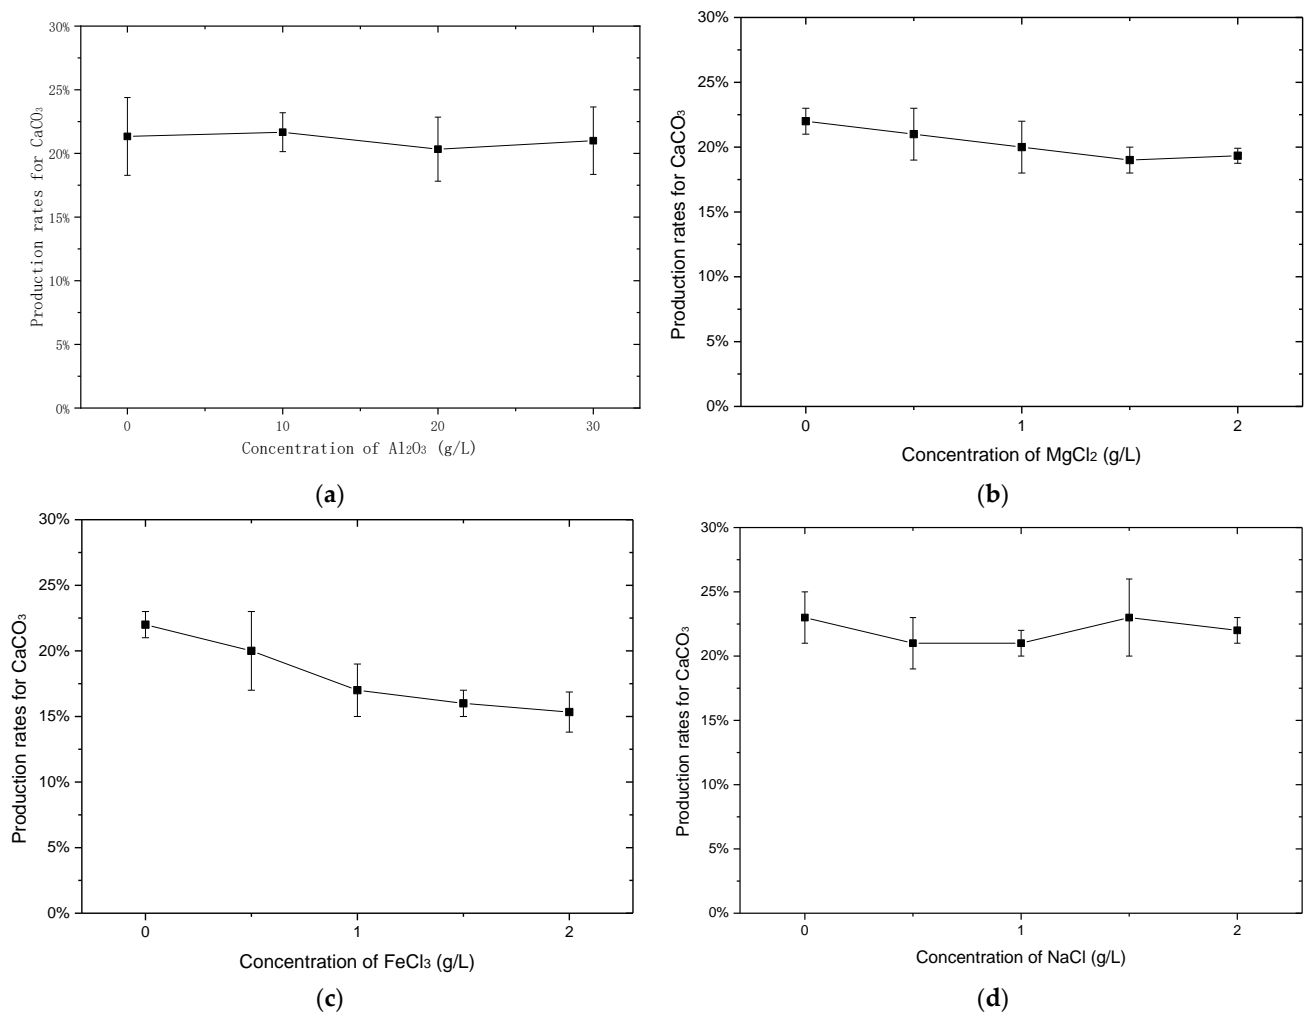 30%
25%
20%
15%
10%
5%
0%
Production rates for CaCO₃
0 10 20 30
Concentration of Al₂O₃ (g/L)
(a)
30%
25%
20%
15%
10%
5%
0%
Production rates for CaCO₃
0 1 2
Concentration of MgCl₂ (g/L)
(b)
30%
25%
20%
15%
10%
5%
0%
Production rates for CaCO₃
0 1 2
Concentration of FeCl₃ (g/L)
(c)
30%
25%
20%
15%
10%
5%
0%
Production rates for CaCO₃
0 1 2
Concentration of NaCl (g/L)
(d)